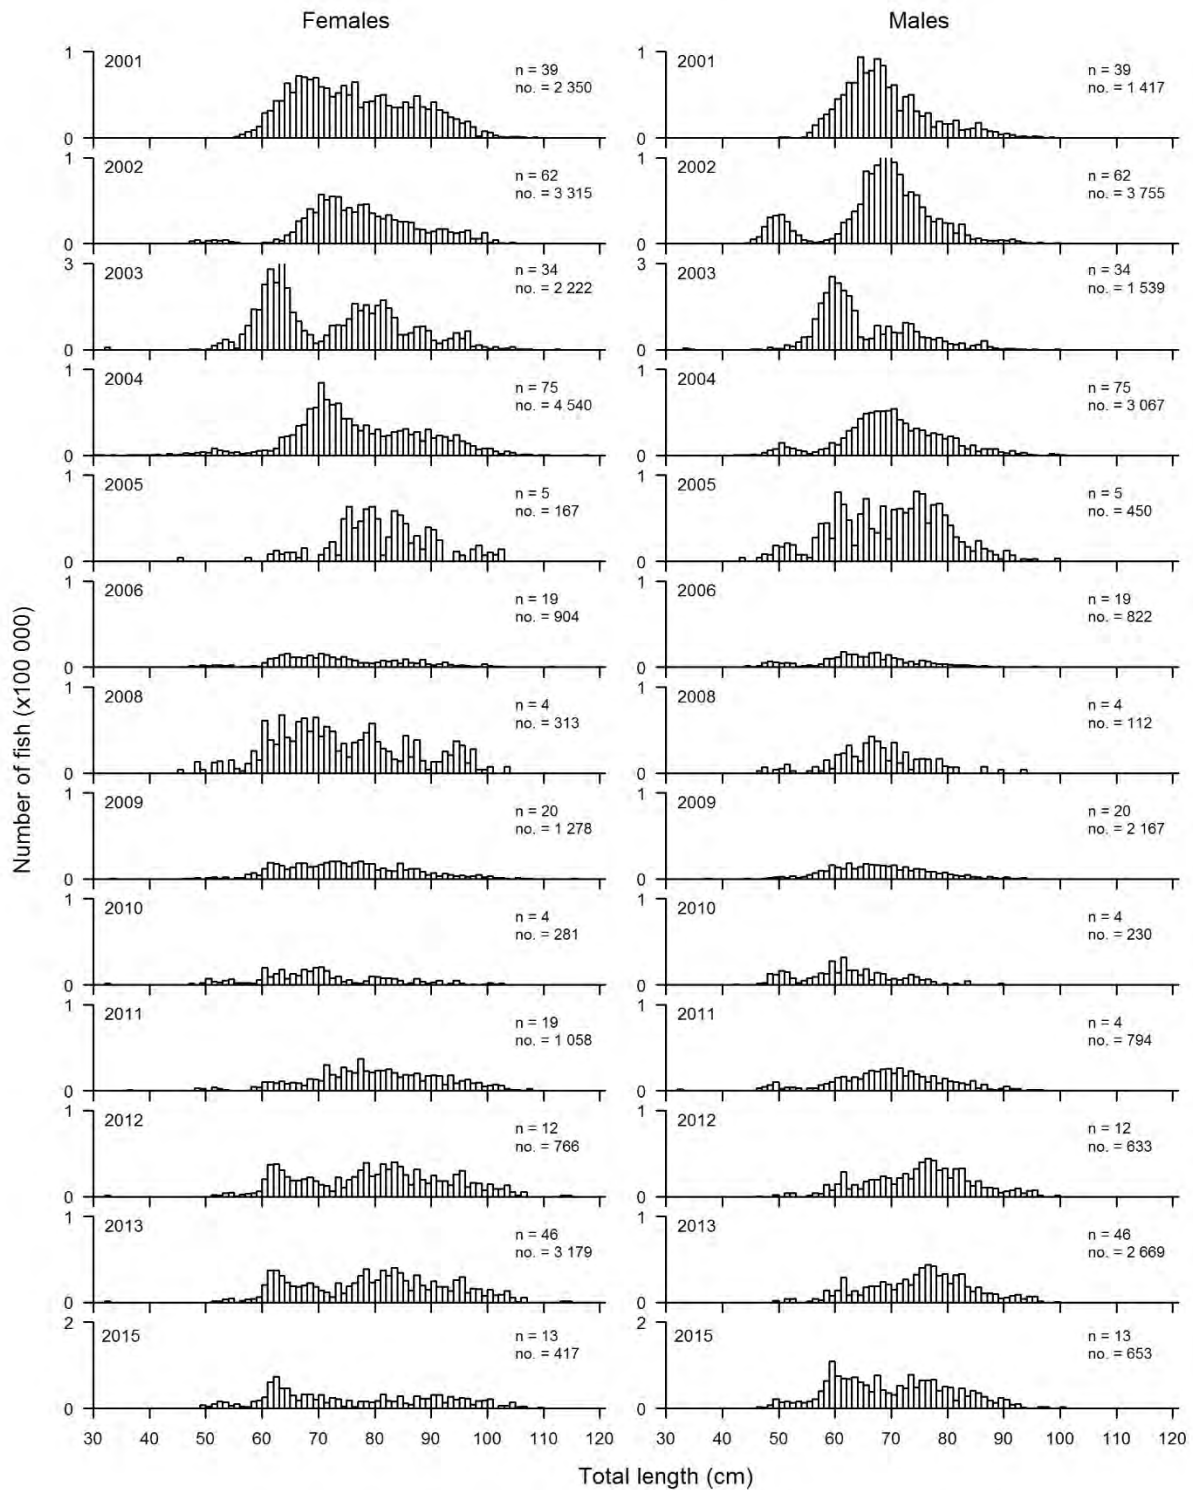 Females
Males
Number of fish (x100 000)
1
2001
n = 39
no. = 2 350
0
1
2001
n = 39
no. = 1 417
0
1
2002
n = 62
no. = 3 315
0
1
2002
n = 62
no. = 3 755
0
3
2003
n = 34
no. = 2 222
0
3
2003
n = 34
no. = 1 539
0
1
2004
n = 75
no. = 4 540
0
1
2004
n = 75
no. = 3 067
0
1
2005
n = 5
no. = 167
0
1
2005
n = 5
no. = 450
0
1
2006
n = 19
no. = 904
0
1
2006
n = 19
no. = 822
0
1
2008
n = 4
no. = 313
0
1
2008
n = 4
no. = 112
0
1
2009
n = 20
no. = 1 278
0
1
2009
n = 20
no. = 2 167
0
1
2010
n = 4
no. = 281
0
1
2010
n = 4
no. = 230
0
1
2011
n = 19
no. = 1 058
0
1
2011
n = 4
no. = 794
0
1
2012
n = 12
no. = 766
0
1
2012
n = 12
no. = 633
0
1
2013
n = 46
no. = 3 179
0
1
2013
n = 46
no. = 2 669
0
2
2015
n = 13
no. = 417
0
2
2015
n = 13
no. = 653
0
30 40 50 60 70 80 90 100 110 120
30 40 50 60 70 80 90 100 110 120
Total length (cm)